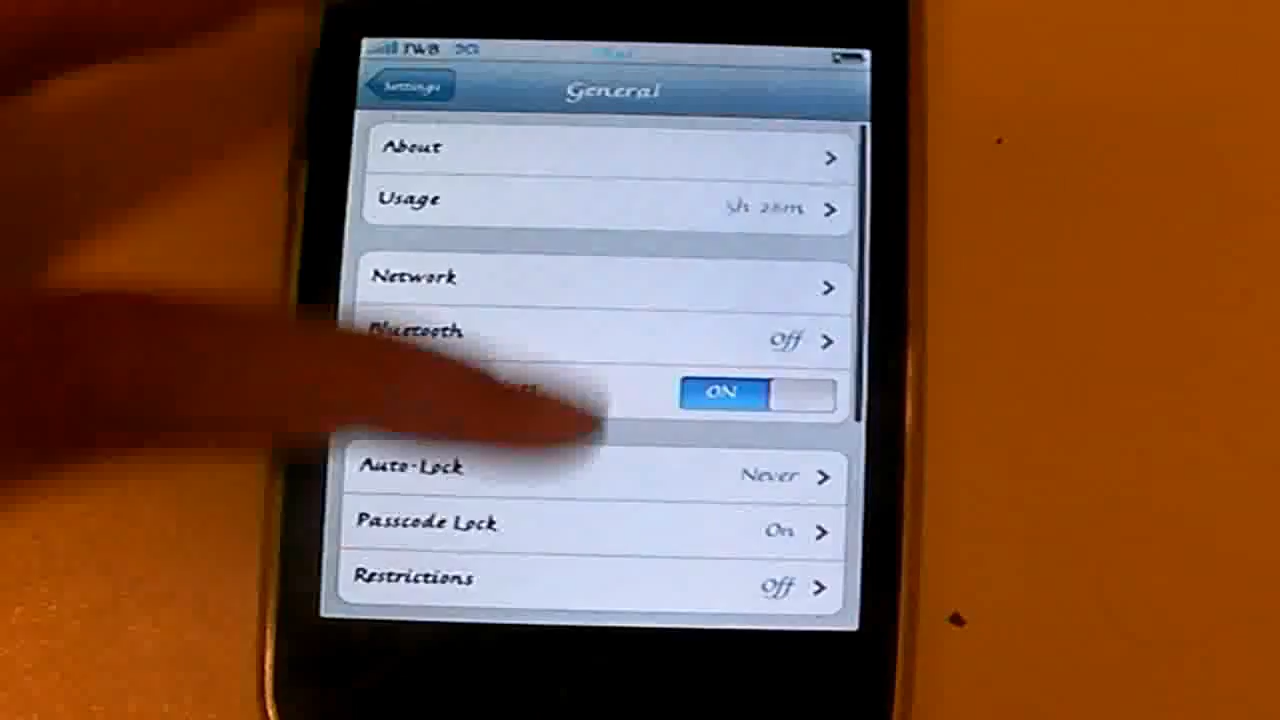 Settings
General
About
Usage
Network
Bluetooth
Off
ON
Auto-Lock
Never
Passcode Lock
On
Restrictions
Off